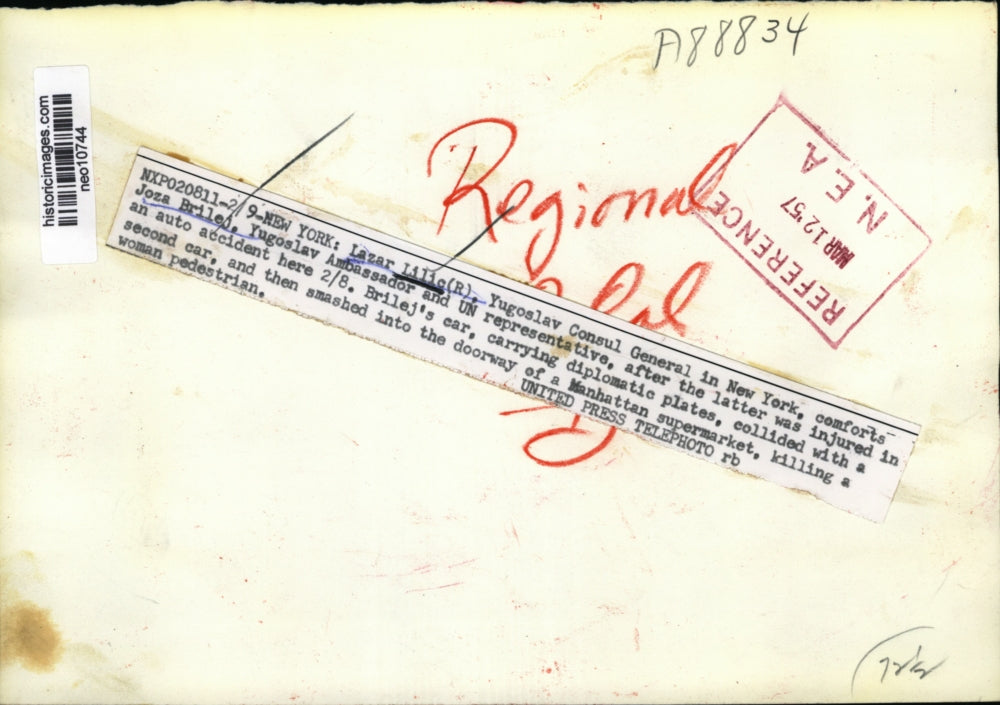 A88834
historicimages.com
neo10744
Regional
REFERENCE
MAR 12 '57
N. E. A.
NXP020811-2/9-NEW YORK: Lazar Lilic(R), Yugoslav Consul General in New York, comforts
Joza Brilej, Yugoslav Ambassador and UN representative, after the latter was injured in
an auto accident here 2/8. Brilej's car, carrying diplomatic plates, collided with a
second car, and then smashed into the doorway of a Manhattan supermarket, killing a
woman pedestrian.
UNITED PRESS TELEPHOTO rb